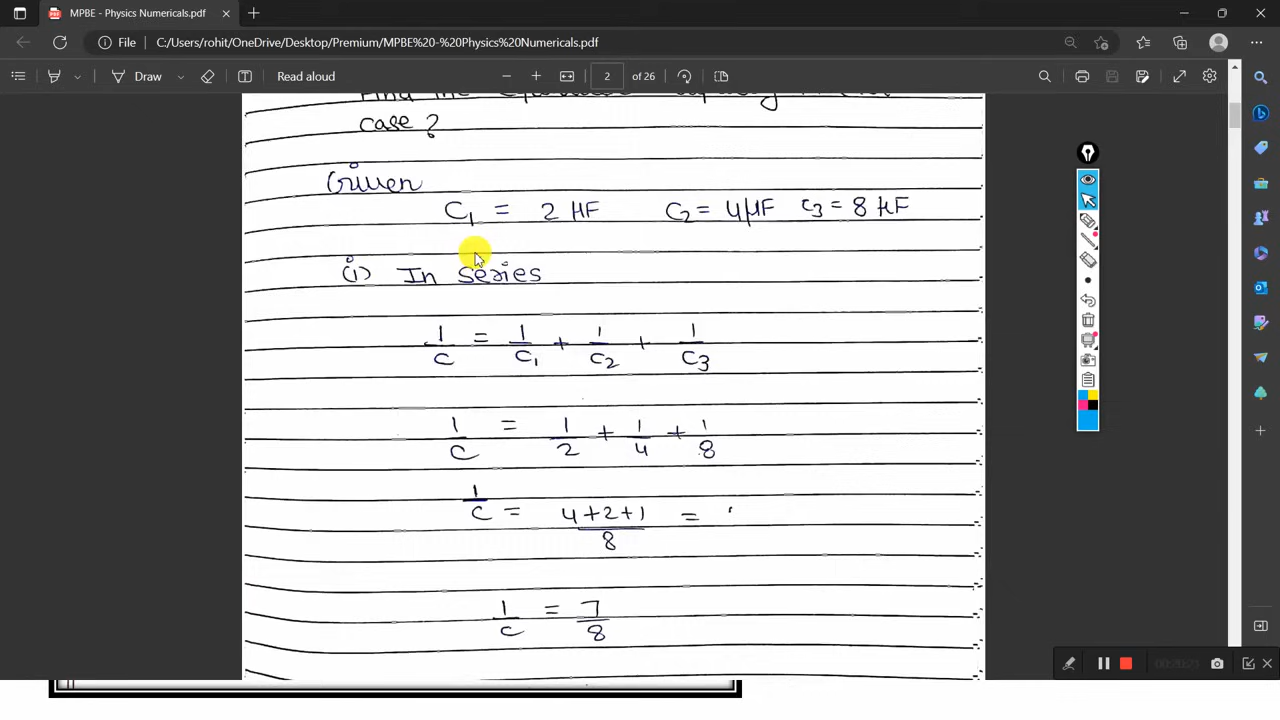 MPBE - Physics Numericals.pdf
File C:/Users/rohit/OneDrive/Desktop/Premium/MPBE%20-%20Physics%20Numericals.pdf
Draw Read aloud 2 of 26
Find the
case?
Given
C₁ = 2 µF C₂ = 4µF C₃ = 8 µF
(i) In series
1/C = 1/C₁ + 1/C₂ + 1/C₃
1/C = 1/2 + 1/4 + 1/8
1/C = 4+2+1/8 =
1/C = 7/8